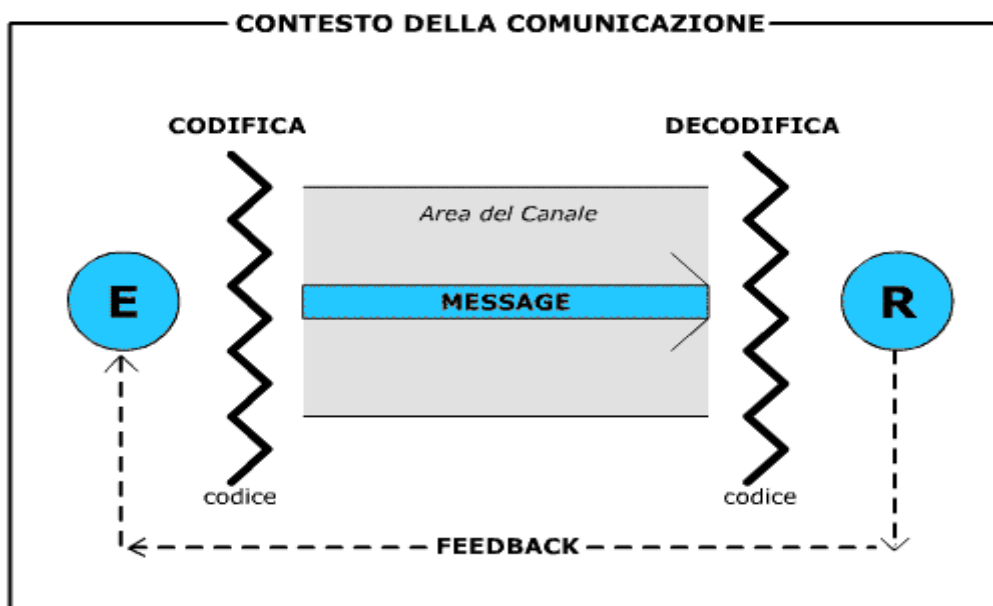 CONTESTO DELLA COMUNICAZIONE
CODIFICA
DECODIFICA
Area del Canale
E
MESSAGE
R
codice
codice
FEEDBACK